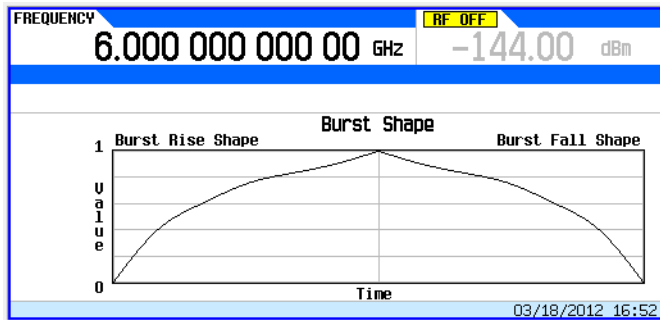 FREQUENCY
RF OFF
6.000 000 000 00 GHz
-144.00 dBm
Burst Shape
Burst Rise Shape
Burst Fall Shape
1
Value
0
Time
03/18/2012 16:52